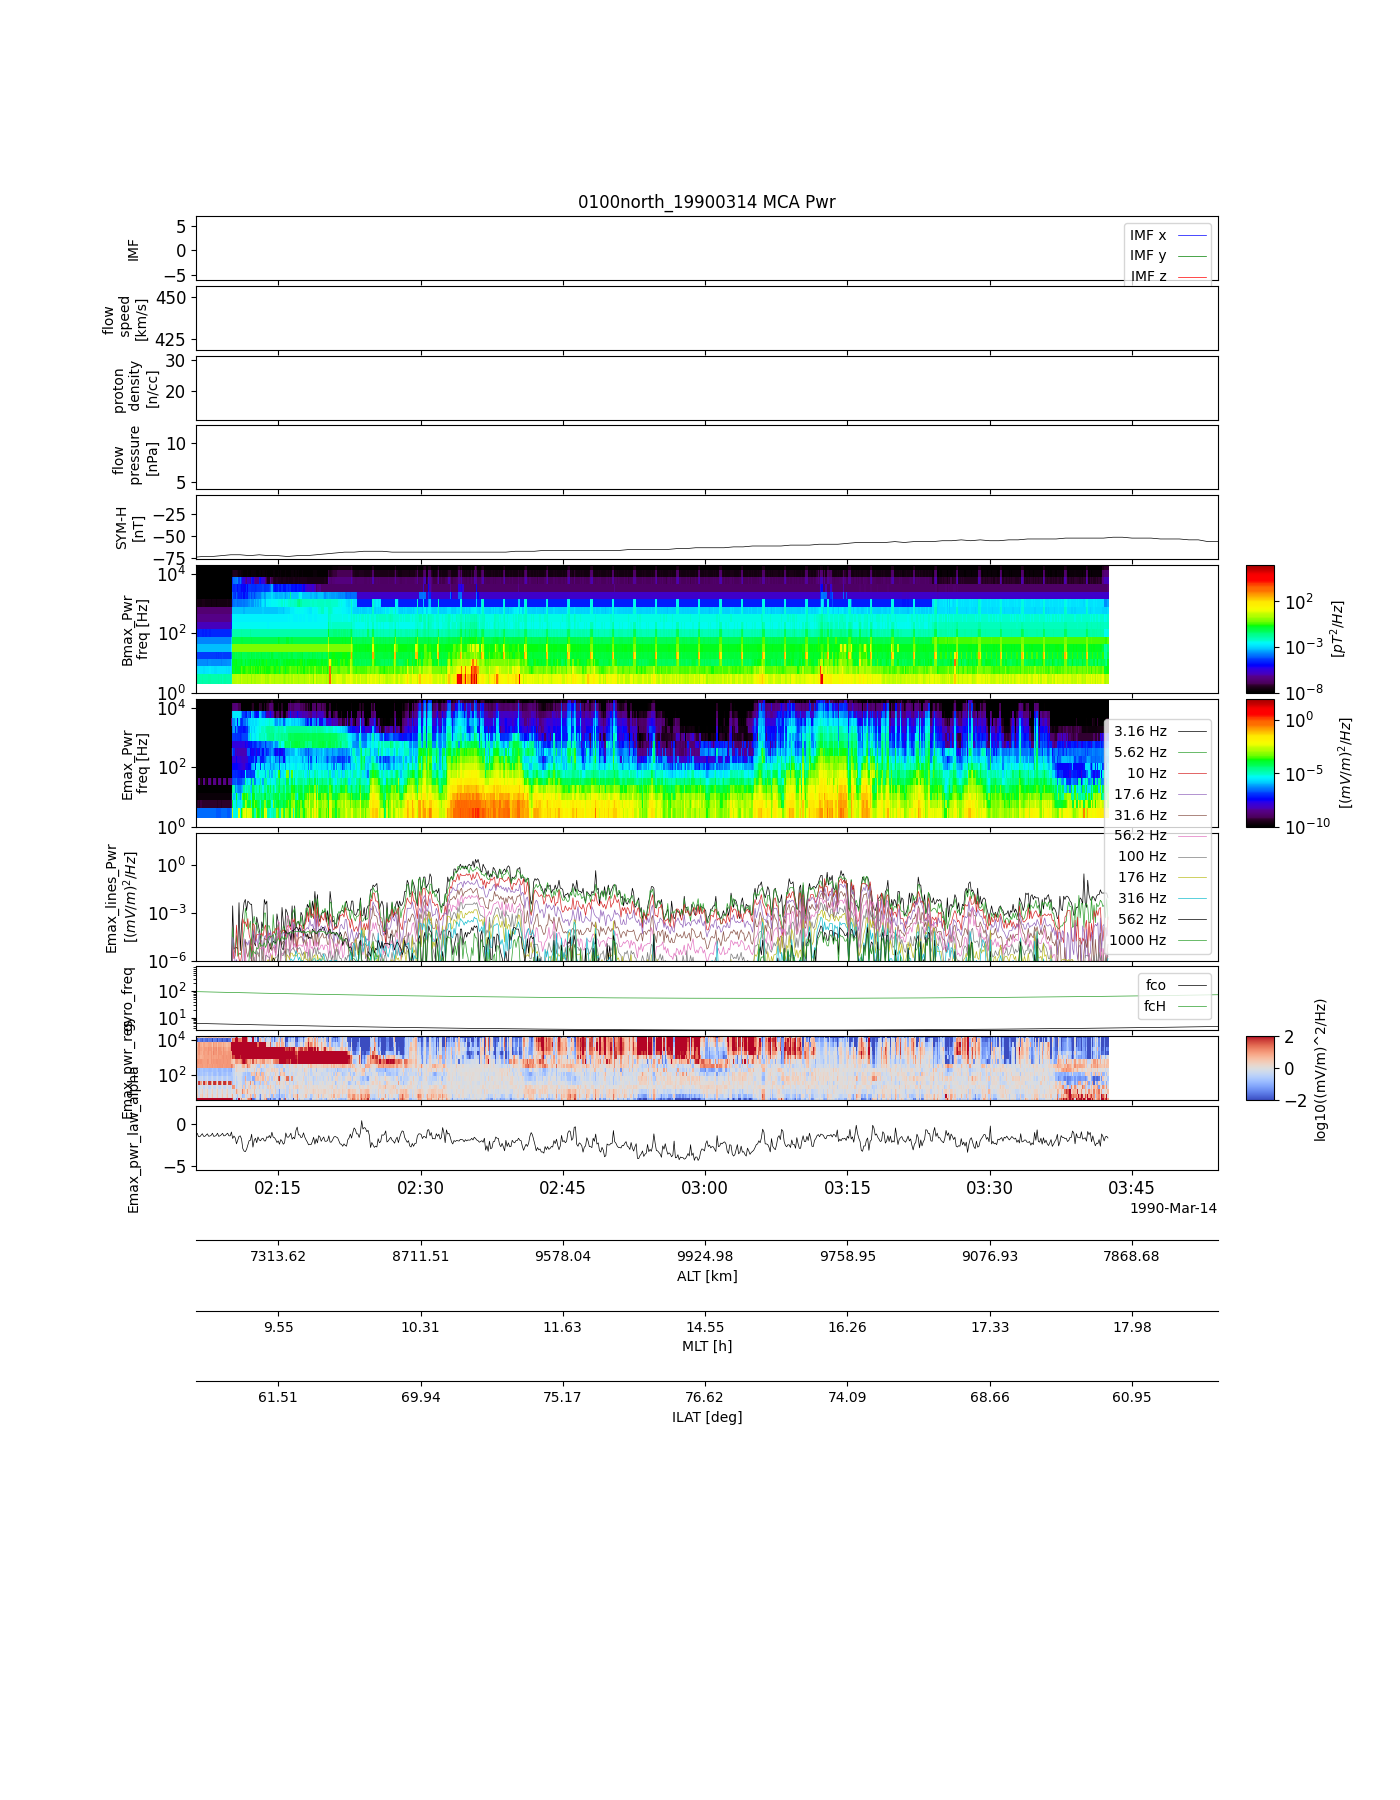 0100north_19900314 MCA Pwr
5
0
−5
IMF
IMF x
IMF y
IMF z
450
425
flow
speed
[km/s]
30
20
proton
density
[n/cc]
10
5
flow
pressure
[nPa]
−25
−50
−75
SYM-H
[nT]
10^4
10^2
10^0
Bmax_Pwr
freq [Hz]
10^2
10^−3
10^−8
[pT^2/Hz]
10^4
10^2
10^0
Emax_Pwr
freq [Hz]
10^0
10^−5
10^−10
[(mV/m)^2/Hz]
3.16 Hz
5.62 Hz
10 Hz
17.6 Hz
31.6 Hz
56.2 Hz
100 Hz
176 Hz
316 Hz
562 Hz
1000 Hz
10^0
10^−3
10^−6
Emax_lines_Pwr
[(mV/m)^2/Hz]
10^2
10^1
gyro_freq
fco
fcH
10^4
10^2
Emax_pwr_reg
2
0
−2
log10((mV/m)^2/Hz)
0
−5
Emax_pwr_law_alpha
02:15 02:30 02:45 03:00 03:15 03:30 03:45
1990-Mar-14
7313.62 8711.51 9578.04 9924.98 9758.95 9076.93 7868.68
ALT [km]
9.55 10.31 11.63 14.55 16.26 17.33 17.98
MLT [h]
61.51 69.94 75.17 76.62 74.09 68.66 60.95
ILAT [deg]